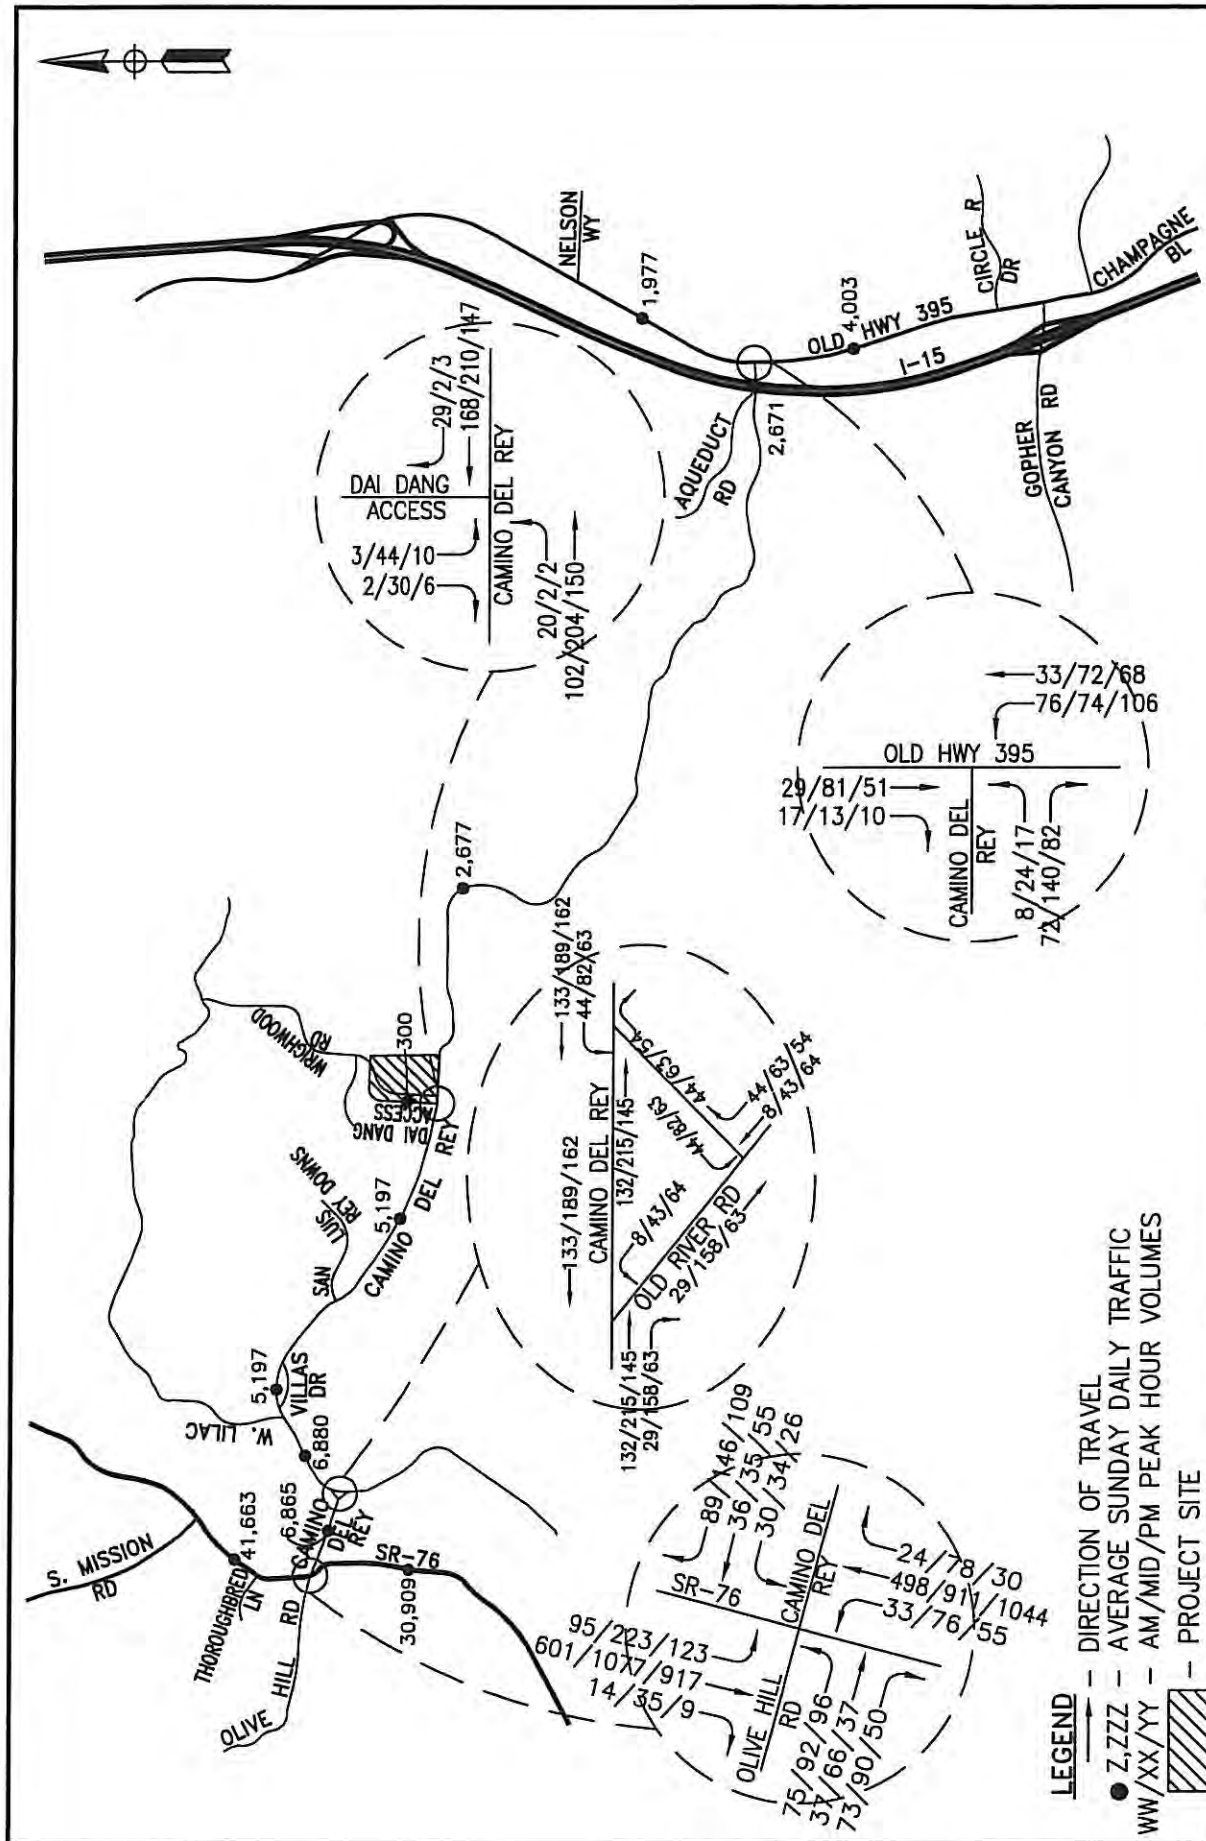 S. MISSION
RD
THOROUGHBRED
LN
41,663
6,865
CAMINO
DEL
REY
SR-76
OLIVE HILL RD
30,909
6,880
W. LILAC
5,197
VILLAS
DR
SAN
LUIS
REY DOWNS
5,197
CAMINO DEL REY
DAI DANG
ACCESS
300
WRIGHWOOD
RD
2,677
AQUEDUCT
RD
2,671
NELSON
WY
1,977
OLD HWY 395
4,003
I-15
CIRCLE R
DR
GOPHER
CANYON RD
CHAMPAGNE
BL
DAI DANG
ACCESS
29/2/3
168/210/147
3/44/10
2/30/6
CAMINO DEL REY
20/2/2
102/204/150
OLD HWY 395
33/72/68
76/74/106
29/81/51
17/13/10
CAMINO DEL
REY
8/24/17
72/140/82
133/189/162
44/82/63
133/189/162
CAMINO DEL REY
132/215/145
44/63/54
44/82/63
44/63/54
8/43/64
8/43/64
OLD RIVER RD
29/158/63
132/215/145
29/158/63
89/146/109
36/35/55
30/34/26
SR-76
CAMINO DEL
REY
95/223/123
601/1077/917
14/35/9
OLIVE HILL
RD
24/78/30
498/911/1044
33/76/55
75/92/96
37/66/37
73/90/50
LEGEND
- DIRECTION OF TRAVEL
Z,ZZZ - AVERAGE SUNDAY DAILY TRAFFIC
WW/XX/YY - AM/MID/PM PEAK HOUR VOLUMES
- PROJECT SITE